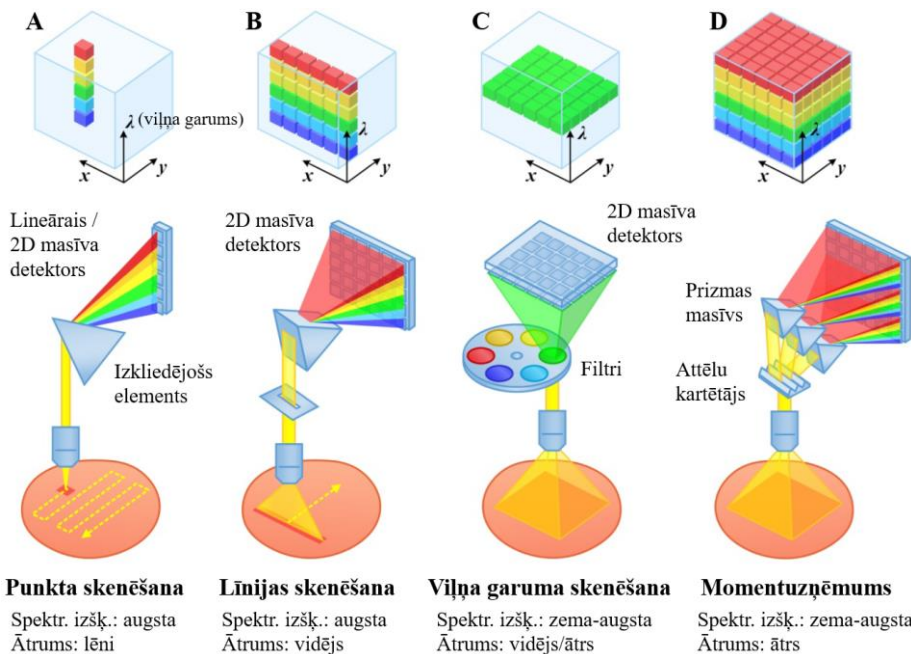 A
B
C
D
λ (viļņa garums)
x
y
λ
x
y
λ
x
y
λ
x
y
Lineārais /
2D masīva
detektors
Izkliedējošs
elements
2D masīva
detektors
2D masīva
detektors
Filtri
Prizmas
masīvs
Attēlu
kartētājs
Punkta skenēšana
Spektr. izšķ.: augsta
Ātrums: lēni
Līnijas skenēšana
Spektr. izšķ.: augsta
Ātrums: vidējs
Viļņa garuma skenēšana
Spektr. izšķ.: zema-augsta
Ātrums: vidējs/ātrs
Momentuzņēmums
Spektr. izšķ.: zema-augsta
Ātrums: ātrs